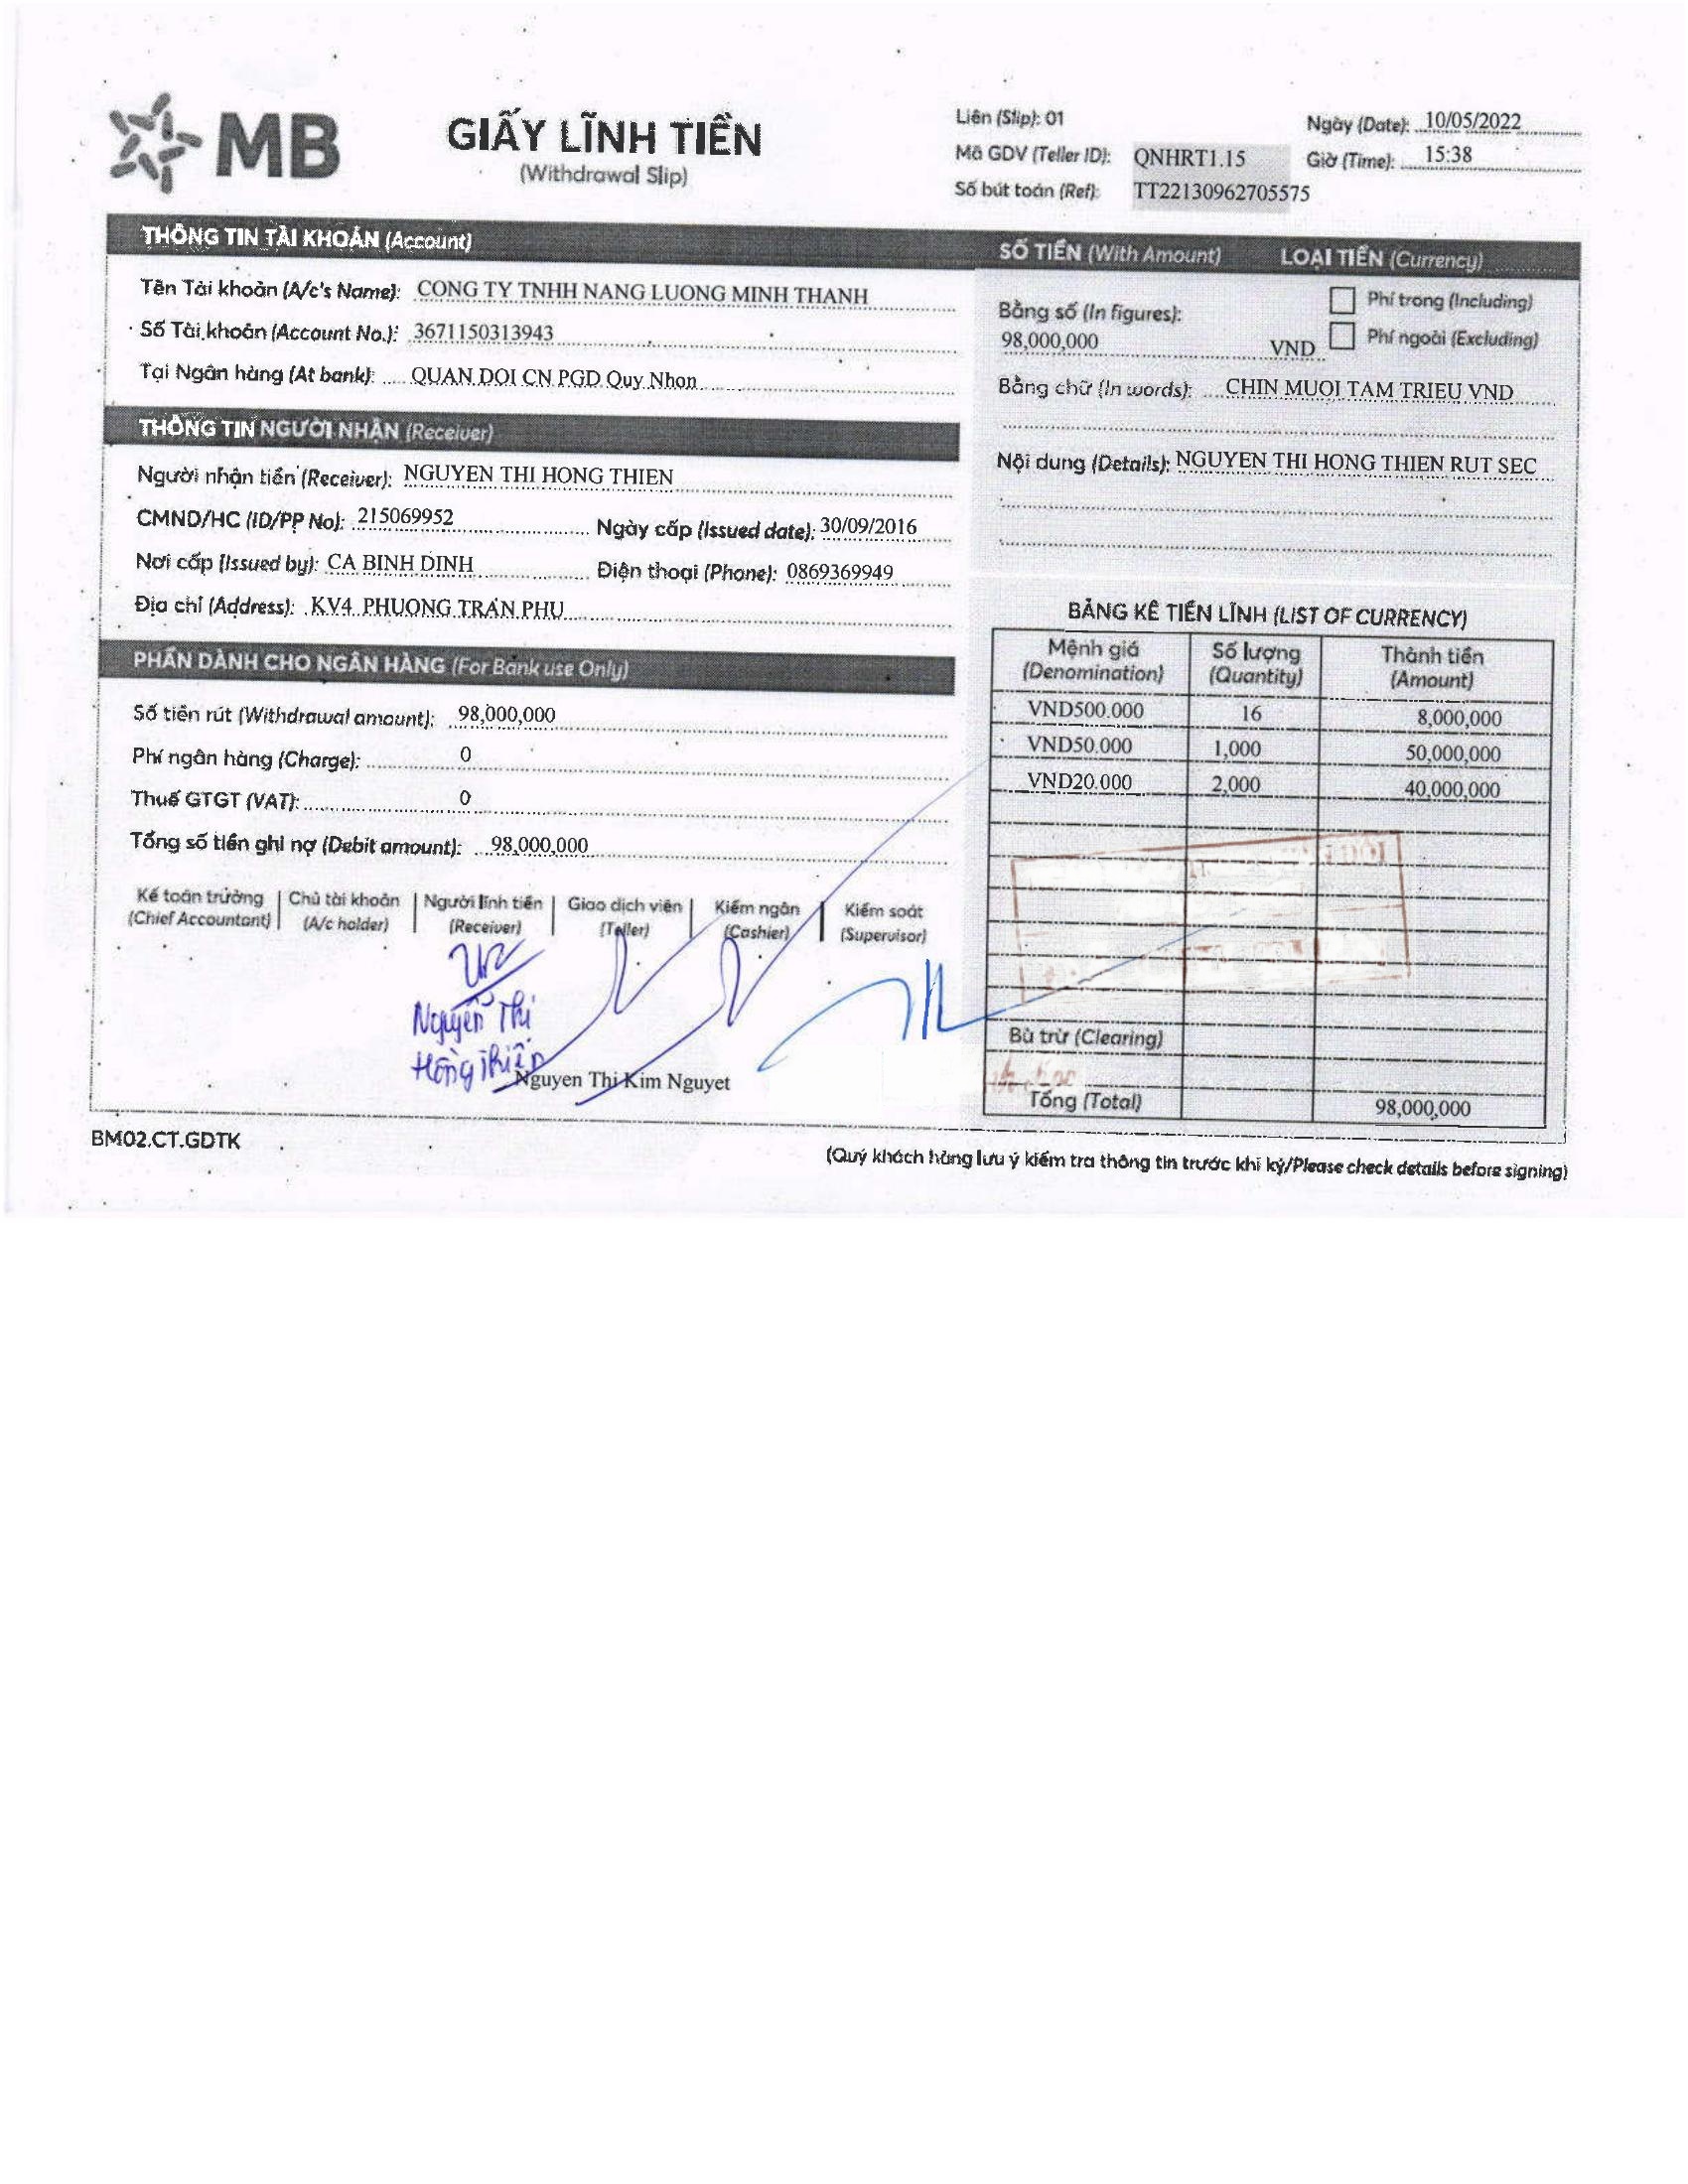 MB
GIẤY LĨNH TIỀN
(Withdrawal Slip)
Liên (Slip): 01
Mã GDV (Teller ID): QNHRT1.15
Số bút toán (Ref): TT22130962705575
Ngày (Date): 10/05/2022
Giờ (Time): 15:38
THÔNG TIN TÀI KHOẢN (Account)
Tên Tài khoản (A/c's Name): CONG TY TNHH NANG LUONG MINH THANH
Số Tài khoản (Account No.): 3671150313943
Tại Ngân hàng (At bank): QUAN DOI CN PGD Quy Nhon
SỐ TIỀN (With Amount) LOẠI TIỀN (Currency)
Bằng số (In figures):
98,000,000 VND
Phí trong (Including)
Phí ngoài (Excluding)
Bằng chữ (In words): CHIN MUOI TAM TRIEU VND
Nội dung (Details): NGUYEN THI HONG THIEN RUT SEC
THÔNG TIN NGƯỜI NHẬN (Receiver)
Người nhận tiền (Receiver): NGUYEN THI HONG THIEN
CMND/HC (ID/PP No): 215069952 Ngày cấp (Issued date): 30/09/2016
Nơi cấp (Issued by): CA BINH DINH Điện thoại (Phone): 0869369949
Địa chỉ (Address): KV4 PHUONG TRAN PHU
PHẦN DÀNH CHO NGÂN HÀNG (For Bank use Only)
Số tiền rút (Withdrawal amount): 98,000,000
Phí ngân hàng (Charge): 0
Thuế GTGT (VAT): 0
Tổng số tiền ghi nợ (Debit amount): 98,000,000
BẢNG KÊ TIỀN LĨNH (LIST OF CURRENCY)
Mệnh giá (Denomination) Số lượng (Quantity) Thành tiền (Amount)
VND500.000 16 8,000,000
VND50.000 1,000 50,000,000
VND20.000 2,000 40,000,000
Bù trừ (Clearing)
Tổng (Total) 98,000,000
Kế toán trưởng (Chief Accountant)
Chủ tài khoản (A/c holder)
Người lĩnh tiền (Receiver)
Giao dịch viên (Teller)
Kiểm ngân (Cashier)
Kiểm soát (Supervisor)
Nguyễn Thị
Hồng Thiện
Nguyen Thi Kim Nguyet
BM02.CT.GDTK
(Quý khách hàng lưu ý kiểm tra thông tin trước khi ký/Please check details before signing)